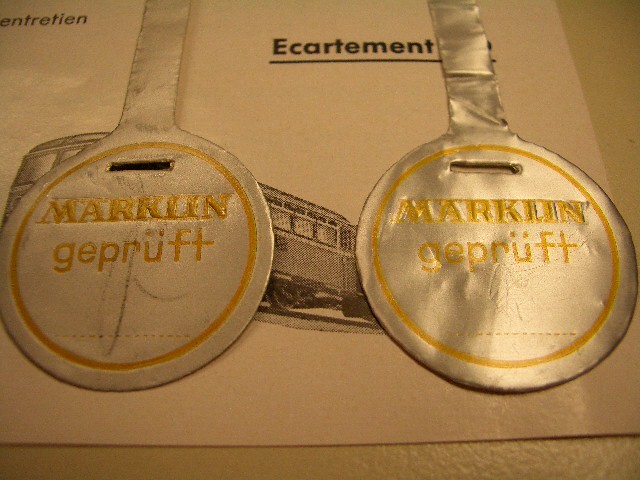 entretien
Ecartement
MÄRKLIN
geprüft
MÄRKLIN
geprüft